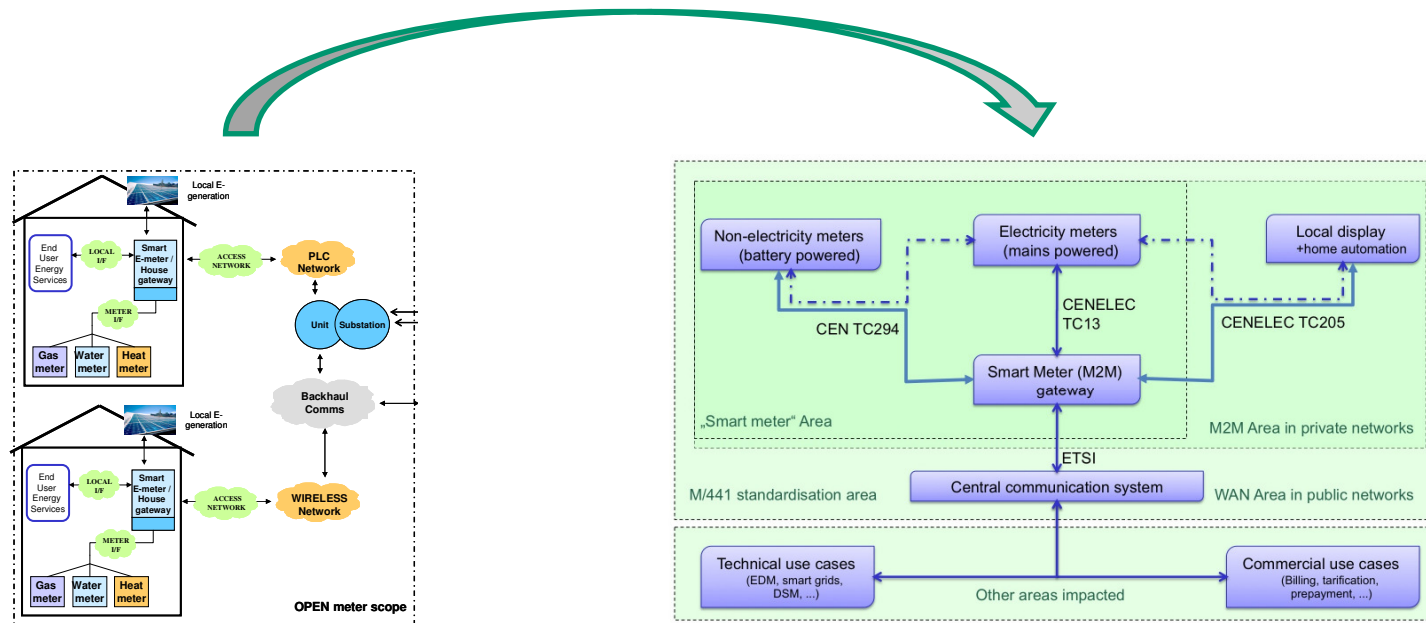 Local E-
generation
End
User
Energy
Services
LOCAL
I/F
Smart
E-meter /
House
gateway
ACCESS
NETWORK
PLC
Network
METER
I/F
Unit
Substation
Gas
meter
Water
meter
Heat
meter
Backhaul
Comms
Local E-
generation
End
User
Energy
Services
LOCAL
I/F
Smart
E-meter /
House
gateway
ACCESS
NETWORK
WIRELESS
Network
METER
I/F
Gas
meter
Water
meter
Heat
meter
OPEN meter scope
Non-electricity meters
(battery powered)
Electricity meters
(mains powered)
Local display
+home automation
CEN TC294
CENELEC
TC13
CENELEC TC205
Smart Meter (M2M)
gateway
„Smart meter“ Area
M2M Area in private networks
ETSI
M/441 standardisation area
Central communication system
WAN Area in public networks
Technical use cases
(EDM, smart grids,
DSM, ...)
Commercial use cases
(Billing, tarification,
prepayment, ...)
Other areas impacted